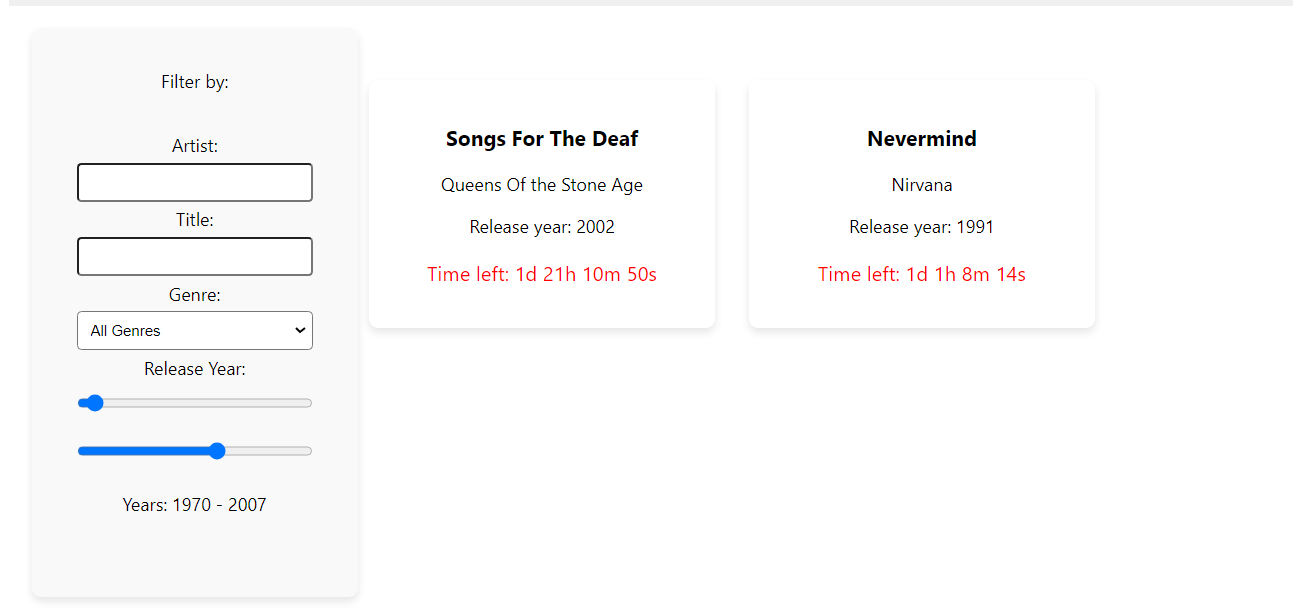 Filter by:
Artist:
Title:
Genre:
All Genres
Release Year:
Years: 1970 - 2007
Songs For The Deaf
Queens Of the Stone Age
Release year: 2002
Time left: 1d 21h 10m 50s
Nevermind
Nirvana
Release year: 1991
Time left: 1d 1h 8m 14s